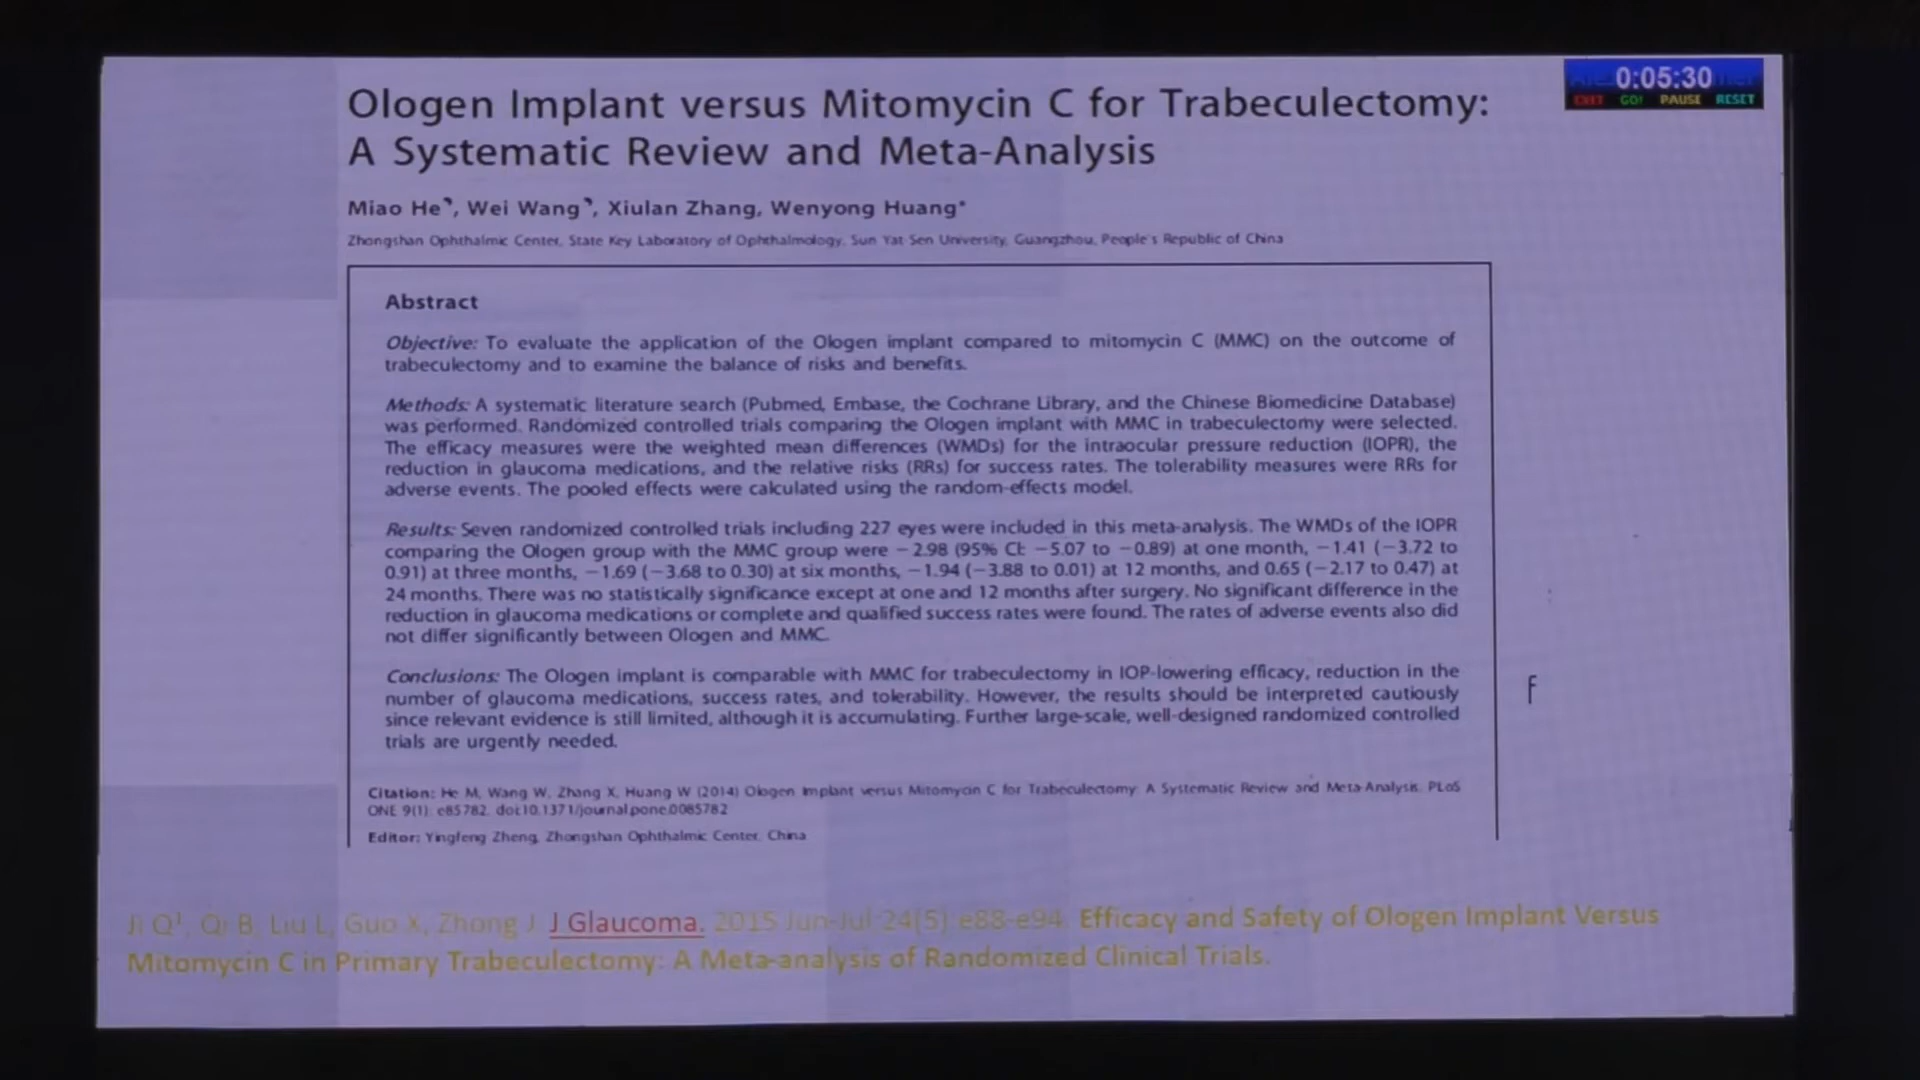 0:05:30
EXIT GO! PAUSE RESET
Ologen Implant versus Mitomycin C for Trabeculectomy:
A Systematic Review and Meta-Analysis
Miao He, Wei Wang, Xiulan Zhang, Wenyong Huang*
Zhongshan Ophthalmic Center, State Key Laboratory of Ophthalmology, Sun Yat Sen University, Guangzhou, People's Republic of China
Abstract
Objective: To evaluate the application of the Ologen implant compared to mitomycin C (MMC) on the outcome of
trabeculectomy and to examine the balance of risks and benefits.
Methods: A systematic literature search (Pubmed, Embase, the Cochrane Library, and the Chinese Biomedicine Database)
was performed. Randomized controlled trials comparing the Ologen implant with MMC in trabeculectomy were selected.
The efficacy measures were the weighted mean differences (WMDs) for the intraocular pressure reduction (IOPR), the
reduction in glaucoma medications, and the relative risks (RRs) for success rates. The tolerability measures were RRs for
adverse events. The pooled effects were calculated using the random-effects model.
Results: Seven randomized controlled trials including 227 eyes were included in this meta-analysis. The WMDs of the IOPR
comparing the Ologen group with the MMC group were −2.98 (95% CI: −5.07 to −0.89) at one month, −1.41 (−3.72 to
0.91) at three months, −1.69 (−3.68 to 0.30) at six months, −1.94 (−3.88 to 0.01) at 12 months, and 0.65 (−2.17 to 0.47) at
24 months. There was no statistically significance except at one and 12 months after surgery. No significant difference in the
reduction in glaucoma medications or complete and qualified success rates were found. The rates of adverse events also did
not differ significantly between Ologen and MMC.
Conclusions: The Ologen implant is comparable with MMC for trabeculectomy in IOP-lowering efficacy, reduction in the
number of glaucoma medications, success rates, and tolerability. However, the results should be interpreted cautiously
since relevant evidence is still limited, although it is accumulating. Further large-scale, well-designed randomized controlled
trials are urgently needed.
Citation: He M, Wang W, Zhang X, Huang W (2014) Ologen Implant versus Mitomycin C for Trabeculectomy: A Systematic Review and Meta-Analysis. PLoS
ONE 9(1): e85782. doi:10.1371/journal.pone.0085782
Editor: Yingfeng Zheng, Zhongshan Ophthalmic Center, China
F
Ji Q¹, Qi B, Liu L, Guo X, Zhong J. J Glaucoma. 2015 Jun-Jul;24(5):e88-e94. Efficacy and Safety of Ologen Implant Versus
Mitomycin C in Primary Trabeculectomy: A Meta-analysis of Randomized Clinical Trials.